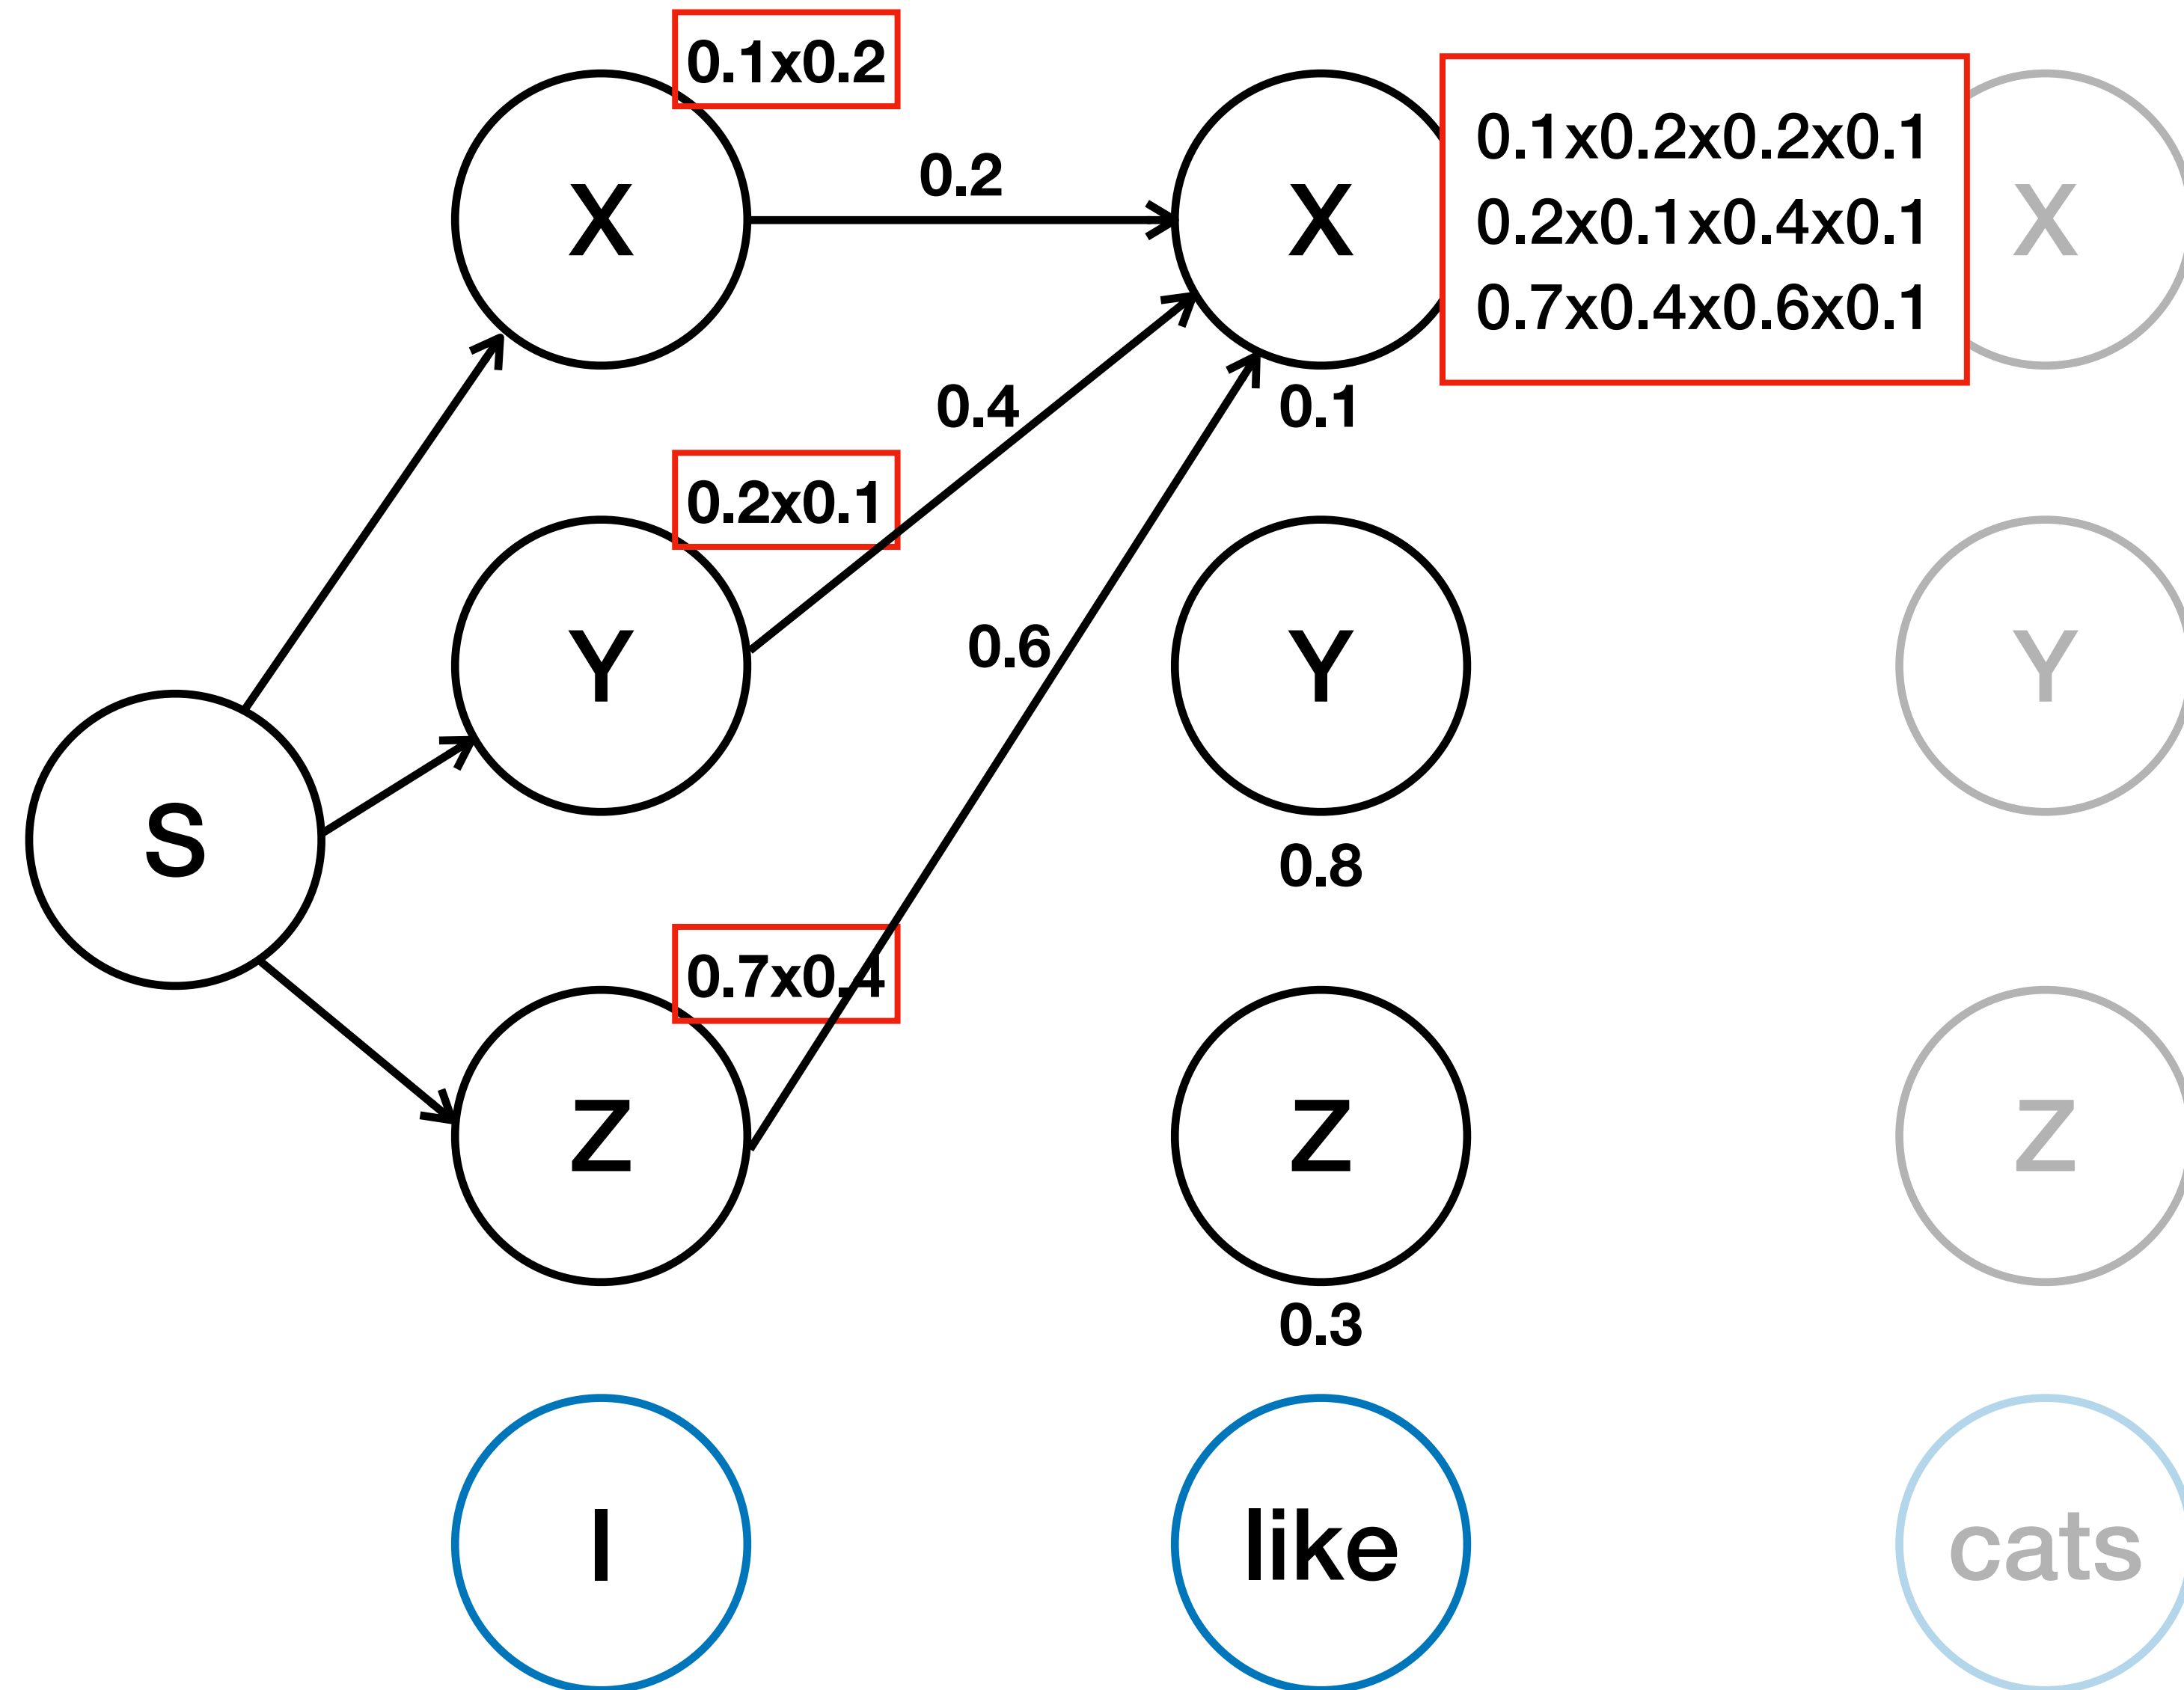 0.1x0.2
X
0.2
X
0.1x0.2x0.2x0.1
0.2x0.1x0.4x0.1
0.7x0.4x0.6x0.1
X
0.4
0.1
0.2x0.1
Y
0.6
Y
Y
S
0.8
0.7x0.4
Z
Z
Z
0.3
I
like
cats